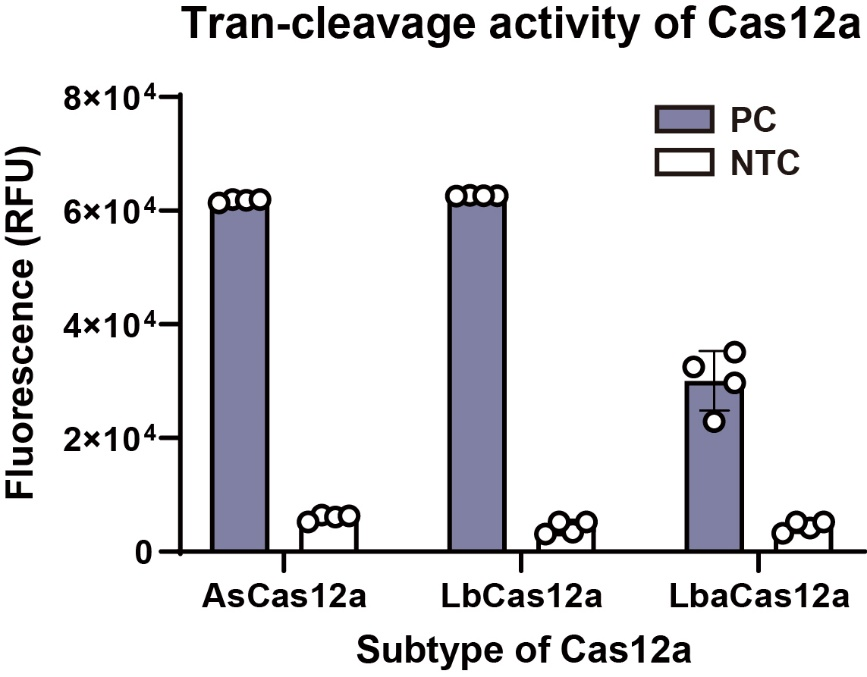 Tran-cleavage activity of Cas12a
PC
NTC
Fluorescence (RFU)
8×10⁴
6×10⁴
4×10⁴
2×10⁴
0
AsCas12a LbCas12a LbaCas12a
Subtype of Cas12a